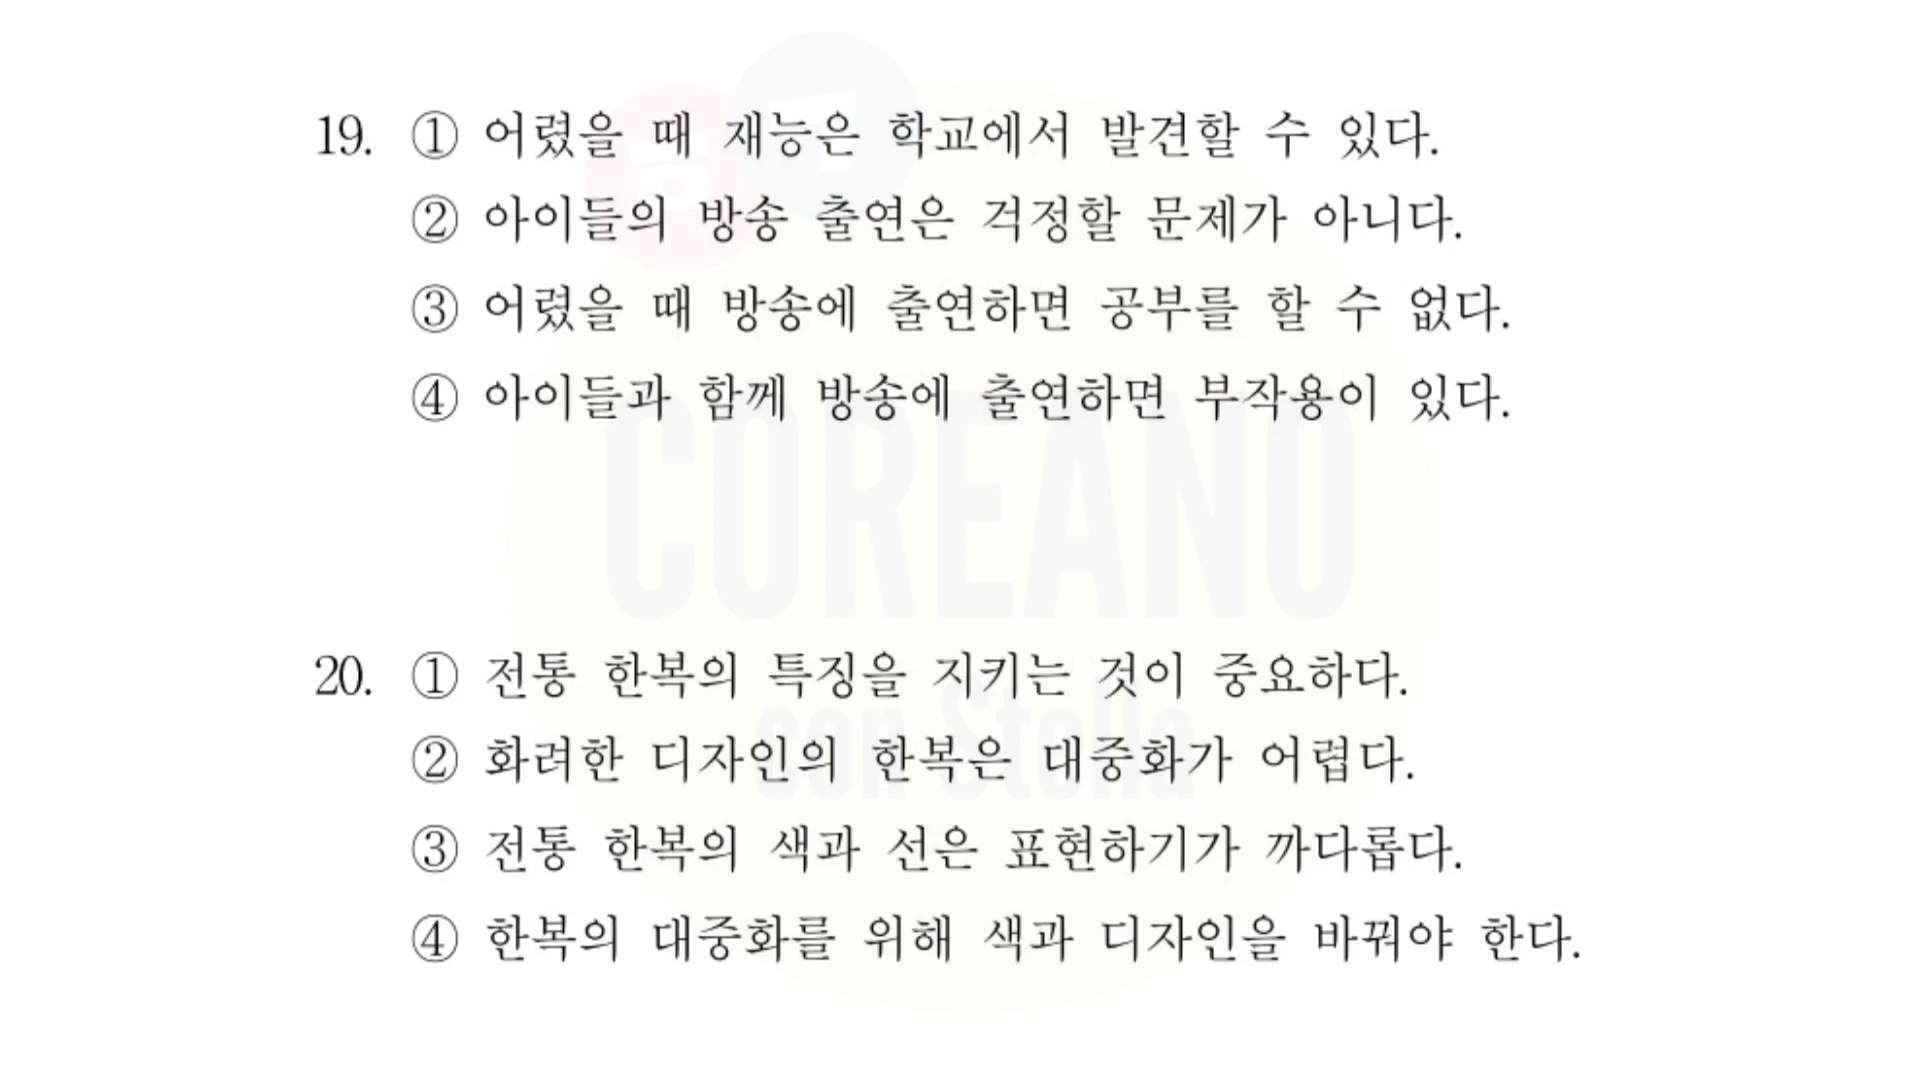 19. ① 어렸을 때 재능은 학교에서 발견할 수 있다.
② 아이들의 방송 출연은 걱정할 문제가 아니다.
③ 어렸을 때 방송에 출연하면 공부를 할 수 없다.
④ 아이들과 함께 방송에 출연하면 부작용이 있다.
COREANO
20. ① 전통 한복의 특징을 지키는 것이 중요하다.
con Stella
② 화려한 디자인의 한복은 대중화가 어렵다.
③ 전통 한복의 색과 선은 표현하기가 까다롭다.
④ 한복의 대중화를 위해 색과 디자인을 바꿔야 한다.